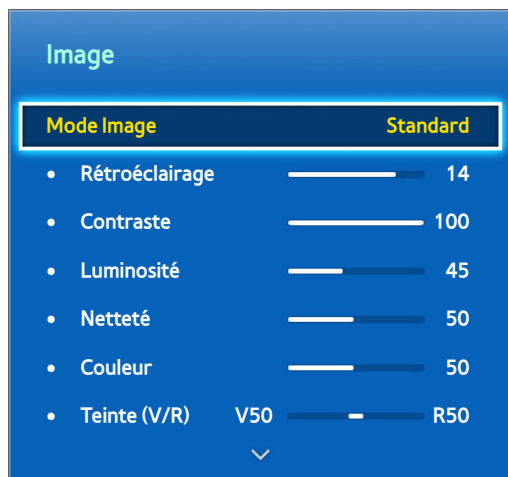 Image
Mode Image Standard
• Rétroéclairage 14
• Contraste 100
• Luminosité 45
• Netteté 50
• Couleur 50
• Teinte (V/R) V50 R50